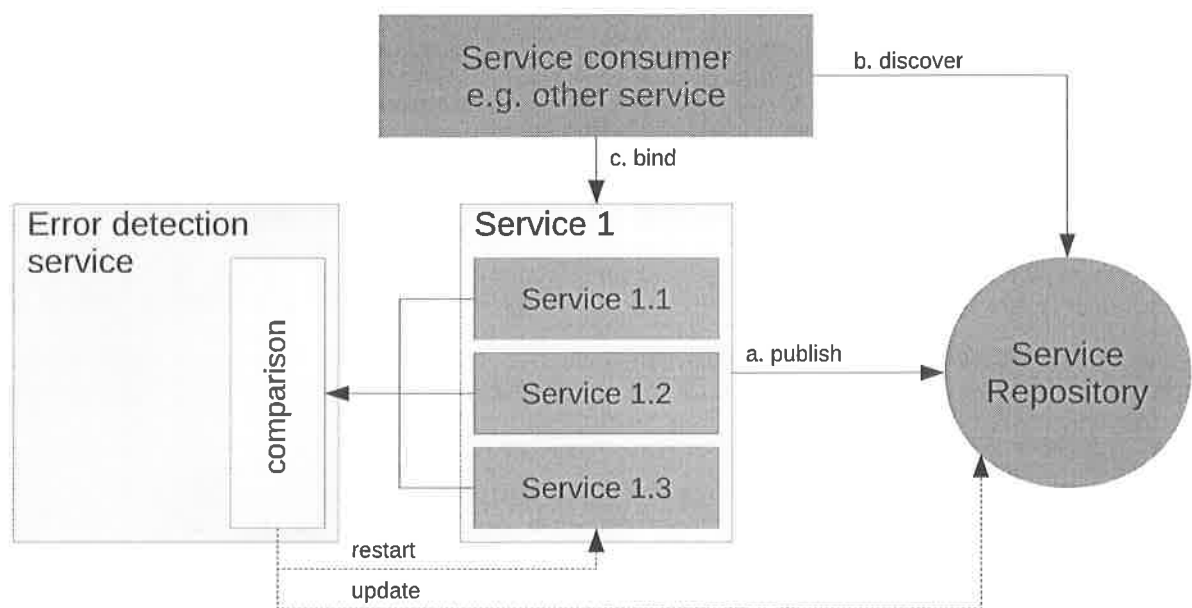 Service consumer
e.g. other service
b. discover
c. bind
Error detection
service
comparison
Service 1
Service 1.1
Service 1.2
Service 1.3
a. publish
Service
Repository
restart
update